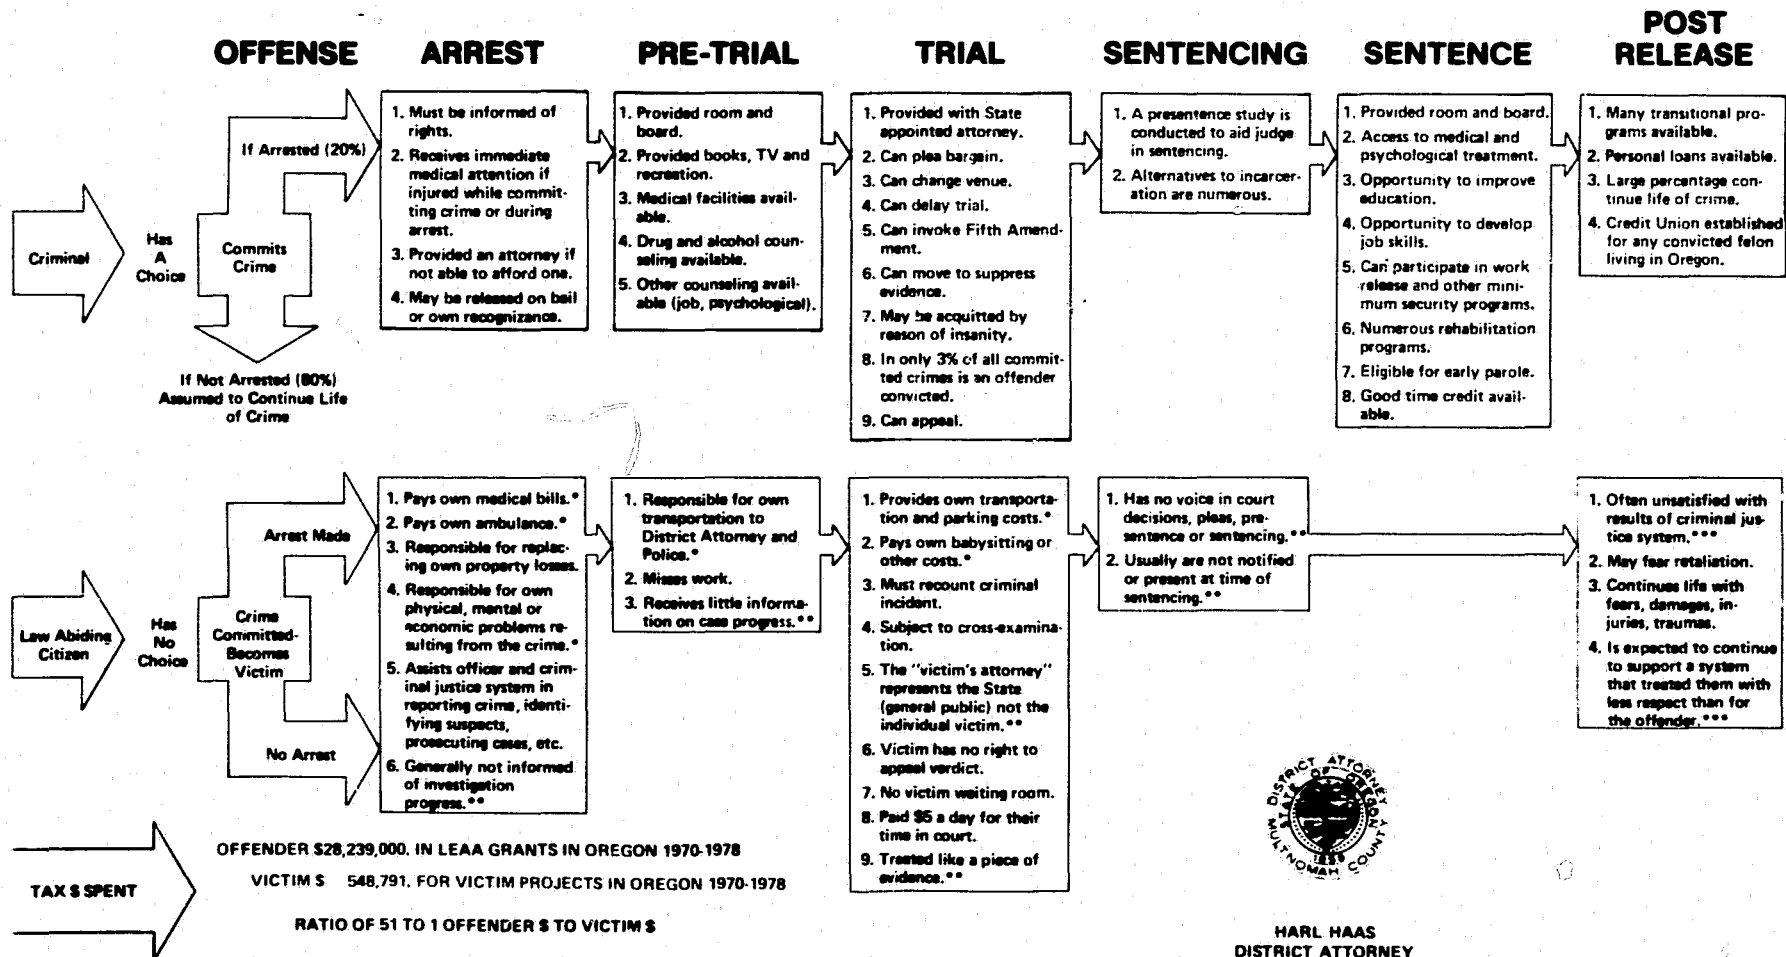 OFFENSE
ARREST
PRE-TRIAL
TRIAL
SENTENCING
SENTENCE
POST
RELEASE
Criminal
Has
A
Choice
Commits
Crime
If Arrested (20%)
If Not Arrested (80%)
Assumed to Continue Life
of Crime
1. Must be informed of
rights.
2. Receives immediate
medical attention if
injured while commit-
ting crime or during
arrest.
3. Provided an attorney if
not able to afford one.
4. May be released on bail
or own recognizance.
1. Provided room and
board.
2. Provided books, TV and
recreation.
3. Medical facilities avail-
able.
4. Drug and alcohol coun-
seling available.
5. Other counseling avail-
able (job, psychological).
1. Provided with State
appointed attorney.
2. Can plea bargain.
3. Can change venue.
4. Can delay trial.
5. Can invoke Fifth Amend-
ment.
6. Can move to suppress
evidence.
7. May be acquitted by
reason of insanity.
8. In only 3% of all commit-
ted crimes is an offender
convicted.
9. Can appeal.
1. A presentence study is
conducted to aid judge
in sentencing.
2. Alternatives to incarcer-
ation are numerous.
1. Provided room and board.
2. Access to medical and
psychological treatment.
3. Opportunity to improve
education.
4. Opportunity to develop
job skills.
5. Can participate in work
release and other mini-
mum security programs.
6. Numerous rehabilitation
programs.
7. Eligible for early parole.
8. Good time credit avail-
able.
1. Many transitional pro-
grams available.
2. Personal loans available.
3. Large percentage con-
tinue life of crime.
4. Credit Union established
for any convicted felon
living in Oregon.
Law Abiding
Citizen
Has
No
Choice
Crime
Committed-
Becomes
Victim
Arrest Made
No Arrest
1. Pays own medical bills.*
2. Pays own ambulance.*
3. Responsible for replac-
ing own property losses.
4. Responsible for own
physical, mental or
economic problems re-
sulting from the crime.*
5. Assists officer and crim-
inal justice system in
reporting crime, identi-
fying suspects,
prosecuting cases, etc.
6. Generally not informed
of investigation
progress.**
1. Responsible for own
transportation to
District Attorney and
Police.*
2. Misses work.
3. Receives little informa-
tion on case progress.**
1. Provides own transporta-
tion and parking costs.*
2. Pays own babysitting or
other costs.*
3. Must recount criminal
incident.
4. Subject to cross-examina-
tion.
5. The "victim's attorney"
represents the State
(general public) not the
individual victim.**
6. Victim has no right to
appeal verdict.
7. No victim waiting room.
8. Paid $5 a day for their
time in court.
9. Treated like a piece of
evidence.**
1. Has no voice in court
decisions, pleas, pre-
sentence or sentencing.**
2. Usually are not notified
or present at time of
sentencing.**
1. Often unsatisfied with
results of criminal jus-
tice system.***
2. May fear retaliation.
3. Continues life with
fears, damages, in-
juries, traumas.
4. Is expected to continue
to support a system
that treated them with
less respect than for
the offender.***
TAX $ SPENT
OFFENDER $28,239,000. IN LEAA GRANTS IN OREGON 1970-1978
VICTIM $ 548,791. FOR VICTIM PROJECTS IN OREGON 1970-1978
RATIO OF 51 TO 1 OFFENDER $ TO VICTIM $
DISTRICT ATTORNEY
MULTNOMAH COUNTY
STATE OF OREGON
HARL HAAS
DISTRICT ATTORNEY